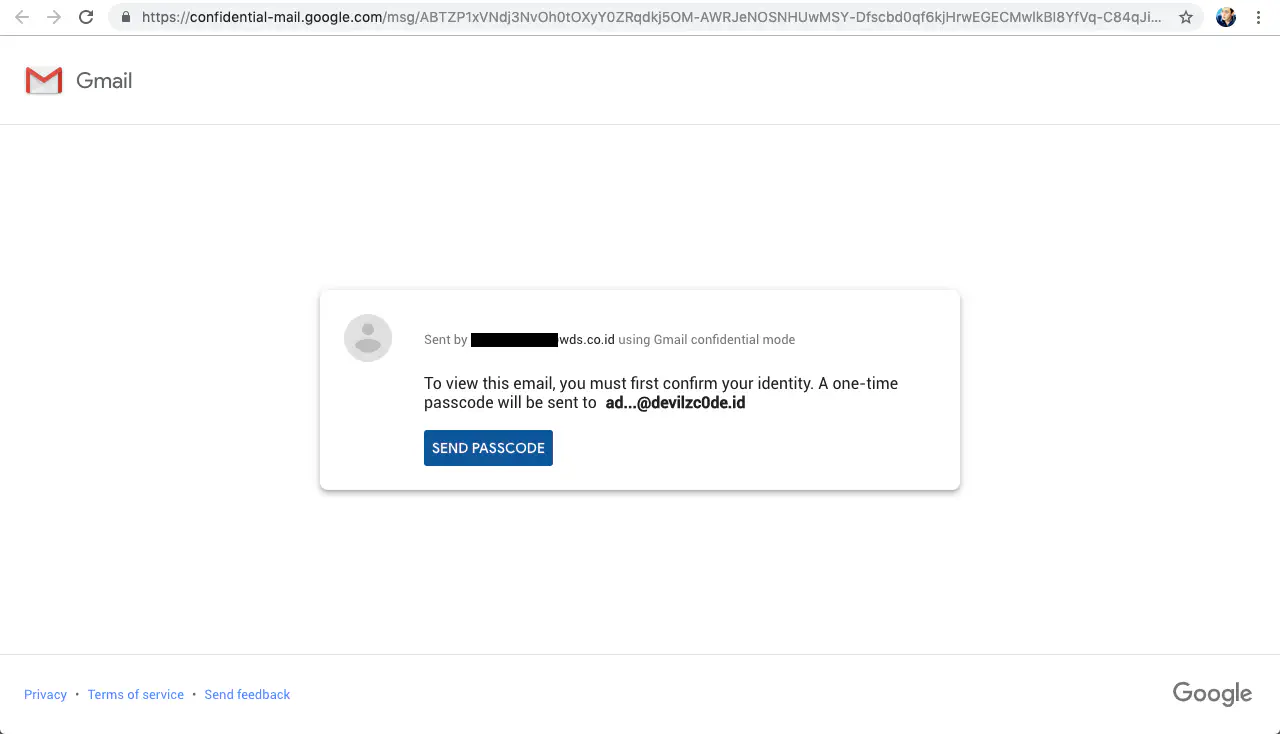 https://confidential-mail.google.com/msg/ABTZP1xVNdj3NvOh0tOXyY0ZRqdkj5OM-AWRJeNOSNHUwMSY-Dfscbd0qf6kjHrwEGECMwIkBl8YfVq-C84qJi...
Gmail
Sent by wds.co.id using Gmail confidential mode
To view this email, you must first confirm your identity. A one-time
passcode will be sent to ad...@devilzc0de.id
SEND PASSCODE
Privacy • Terms of service • Send feedback
Google